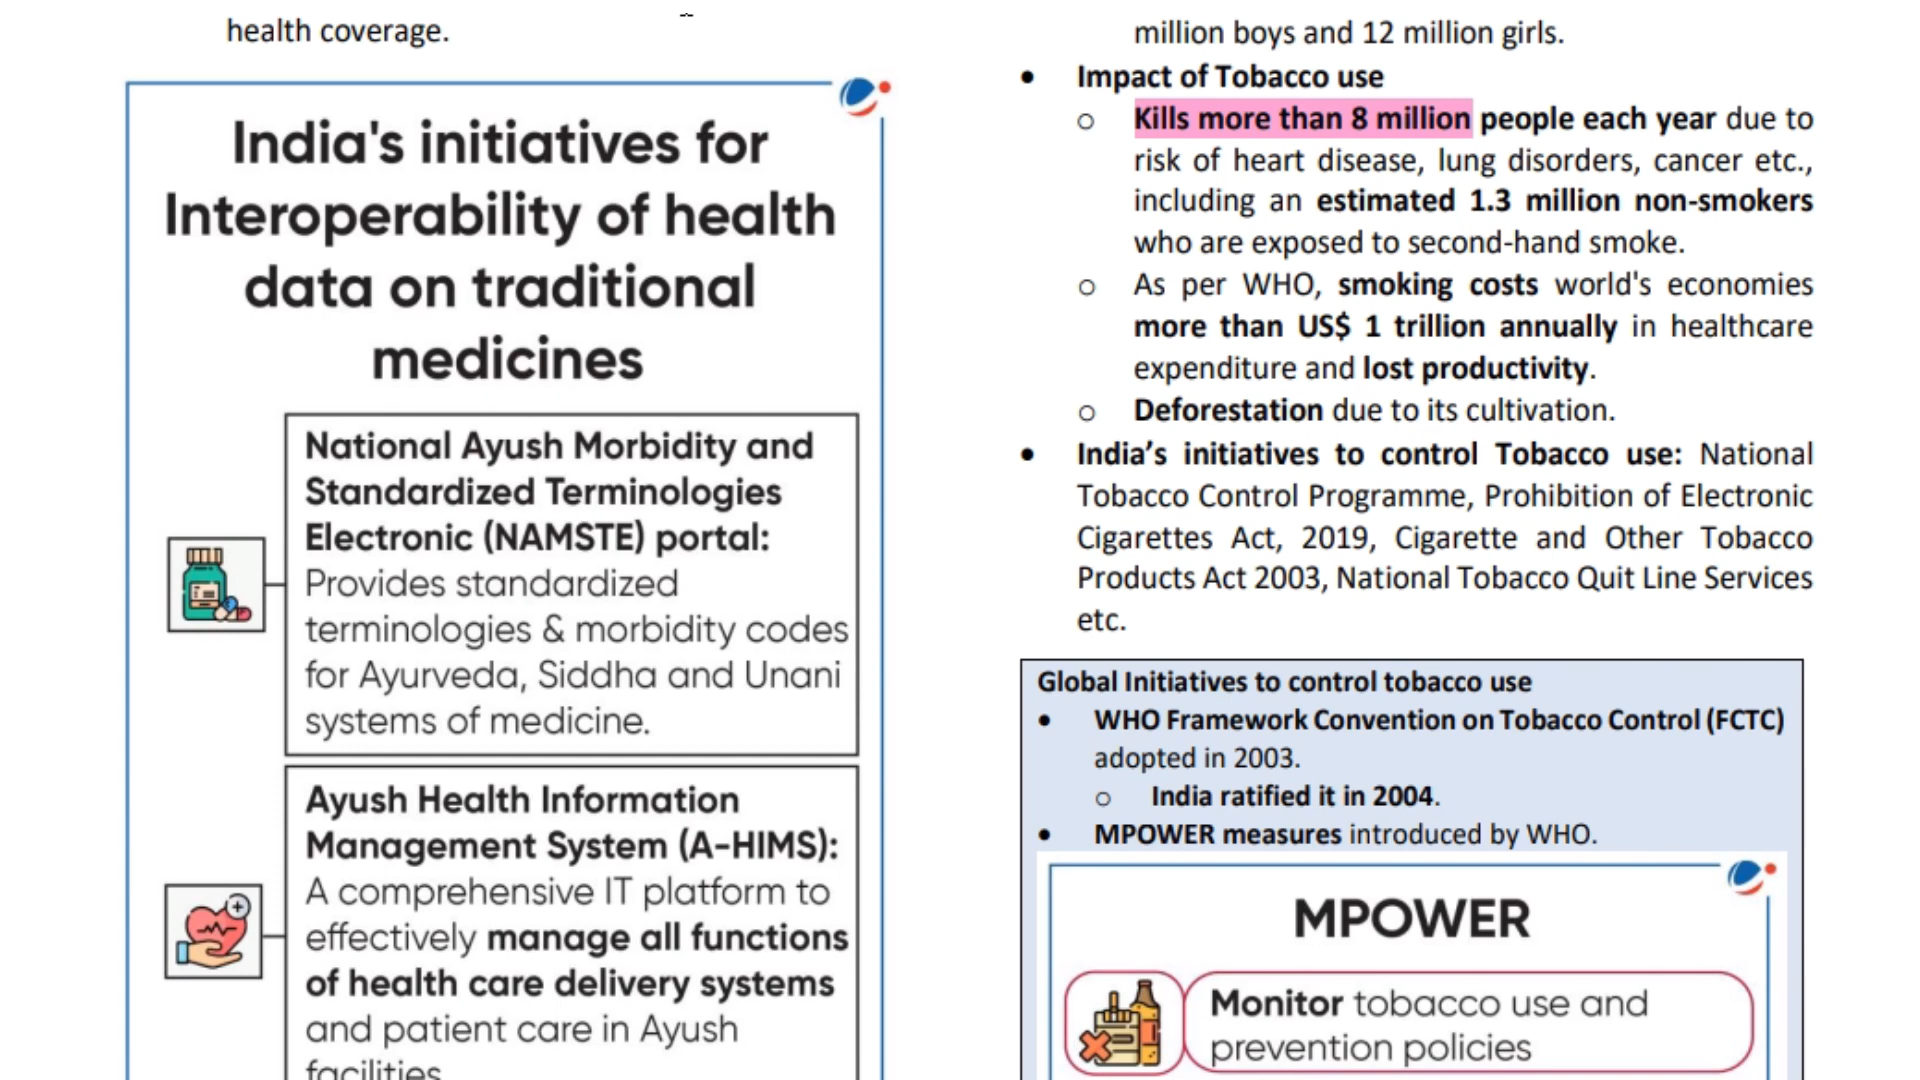 health coverage.
India's initiatives for
Interoperability of health
data on traditional
medicines
National Ayush Morbidity and
Standardized Terminologies
Electronic (NAMSTE) portal:
Provides standardized
terminologies & morbidity codes
for Ayurveda, Siddha and Unani
systems of medicine.
Ayush Health Information
Management System (A-HIMS):
A comprehensive IT platform to
effectively manage all functions
of health care delivery systems
and patient care in Ayush
facilities
million boys and 12 million girls.
• Impact of Tobacco use
o Kills more than 8 million people each year due to
risk of heart disease, lung disorders, cancer etc.,
including an estimated 1.3 million non-smokers
who are exposed to second-hand smoke.
o As per WHO, smoking costs world's economies
more than US$ 1 trillion annually in healthcare
expenditure and lost productivity.
o Deforestation due to its cultivation.
• India’s initiatives to control Tobacco use: National
Tobacco Control Programme, Prohibition of Electronic
Cigarettes Act, 2019, Cigarette and Other Tobacco
Products Act 2003, National Tobacco Quit Line Services
etc.
Global Initiatives to control tobacco use
• WHO Framework Convention on Tobacco Control (FCTC)
adopted in 2003.
o India ratified it in 2004.
• MPOWER measures introduced by WHO.
MPOWER
Monitor tobacco use and
prevention policies